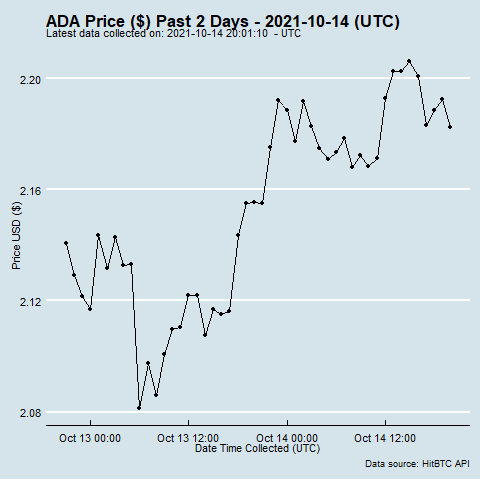 ADA Price ($) Past 2 Days - 2021-10-14 (UTC)
Latest data collected on: 2021-10-14 20:01:10  - UTC
2.20
2.16
2.12
2.08
Price USD ($)
Oct 13 00:00
Oct 13 12:00
Oct 14 00:00
Oct 14 12:00
Date Time Collected (UTC)
Data source: HitBTC API